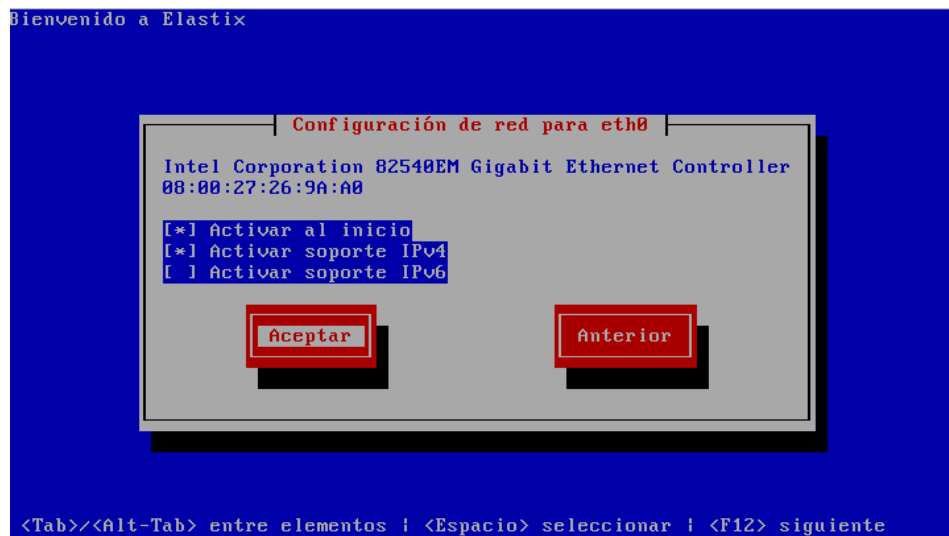 Bienvenido a Elastix
Configuración de red para eth0
Intel Corporation 82540EM Gigabit Ethernet Controller
08:00:27:26:9A:A0
[*] Activar al inicio
[*] Activar soporte IPv4
[ ] Activar soporte IPv6
Aceptar Anterior
<Tab>/<Alt-Tab> entre elementos | <Espacio> seleccionar | <F12> siguiente